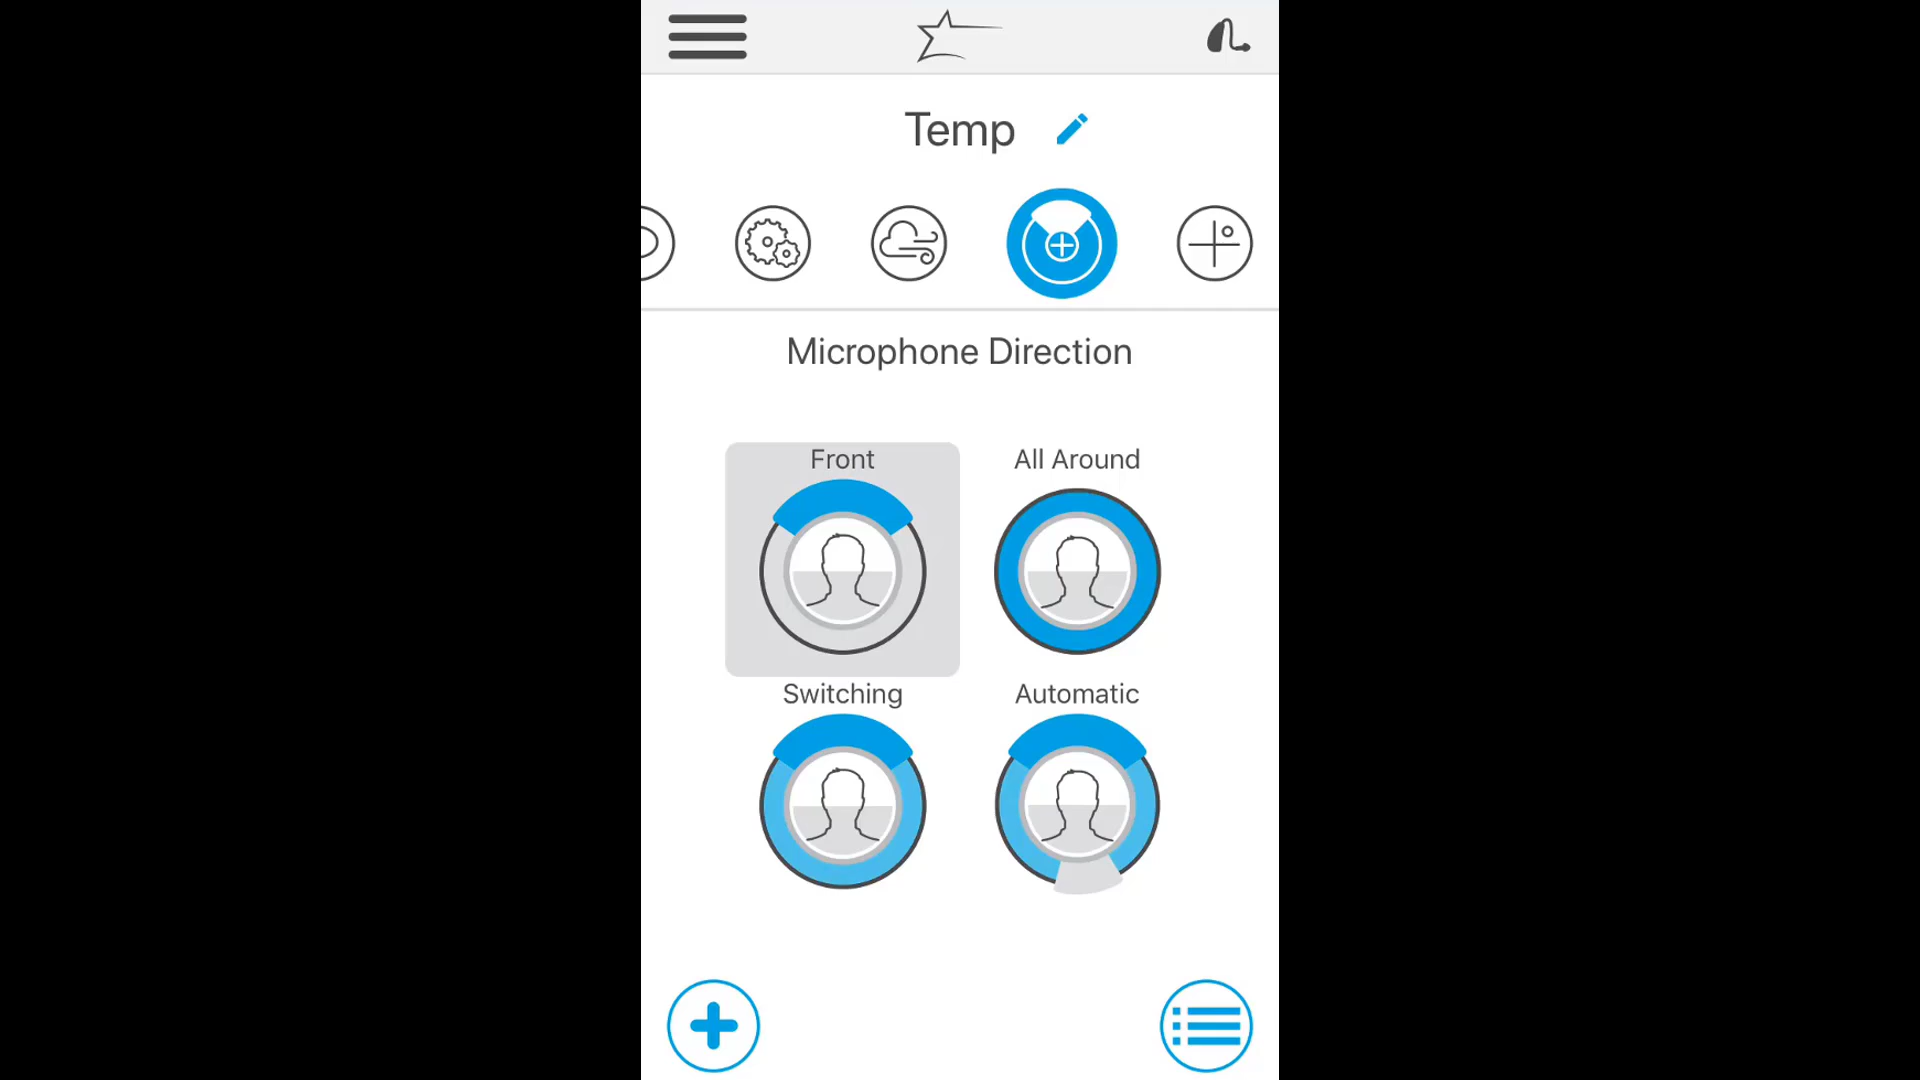 Temp
Microphone Direction
Front
All Around
Switching
Automatic